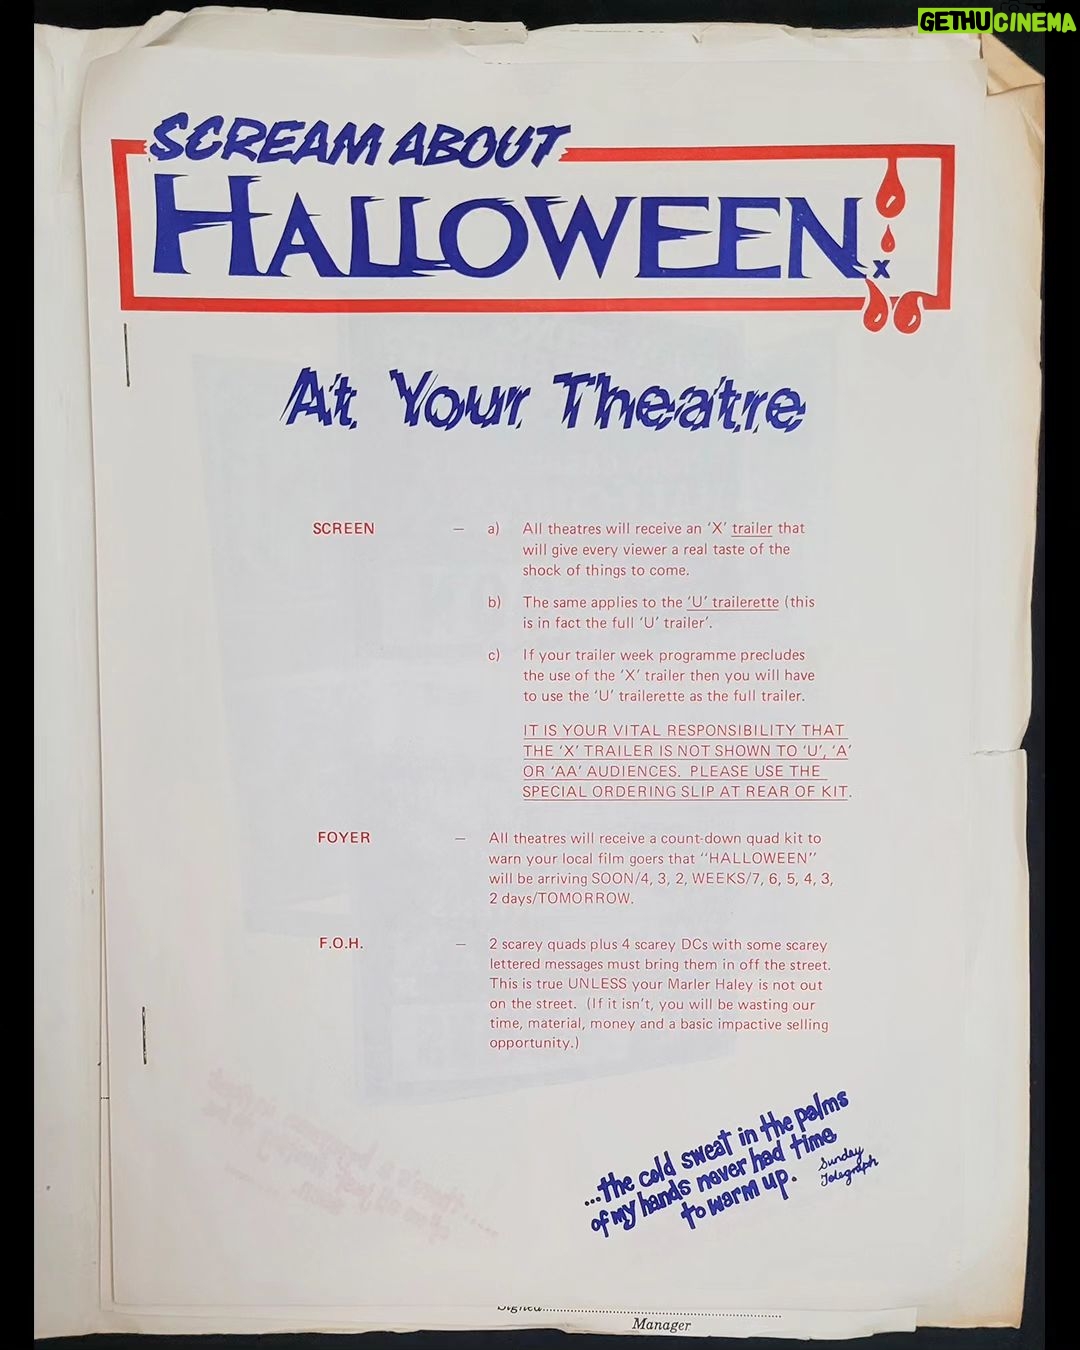 GETHUCINEMA
SCREAM ABOUT
HALLOWEEN
x
At Your Theatre
SCREEN – a) All theatres will receive an ‘X’ trailer that
will give every viewer a real taste of the
shock of things to come.
b) The same applies to the ‘U’ trailerette (this
is in fact the full ‘U’ trailer’.
c) If your trailer week programme precludes
the use of the ‘X’ trailer then you will have
to use the ‘U’ trailerette as the full trailer.
IT IS YOUR VITAL RESPONSIBILITY THAT
THE ‘X’ TRAILER IS NOT SHOWN TO ‘U’, ‘A’
OR ‘AA’ AUDIENCES. PLEASE USE THE
SPECIAL ORDERING SLIP AT REAR OF KIT.
FOYER – All theatres will receive a count-down quad kit to
warn your local film goers that “HALLOWEEN”
will be arriving SOON/4, 3, 2, WEEKS/7, 6, 5, 4, 3,
2 days/TOMORROW.
F.O.H. – 2 scarey quads plus 4 scarey DCs with some scarey
lettered messages must bring them in off the street.
This is true UNLESS your Marler Haley is not out
on the street. (If it isn’t, you will be wasting our
time, material, money and a basic impactive selling
opportunity.)
...the cold sweat in the palms
of my hands never had time
to warm up.
Sunday
Telegraph
Signed
Manager